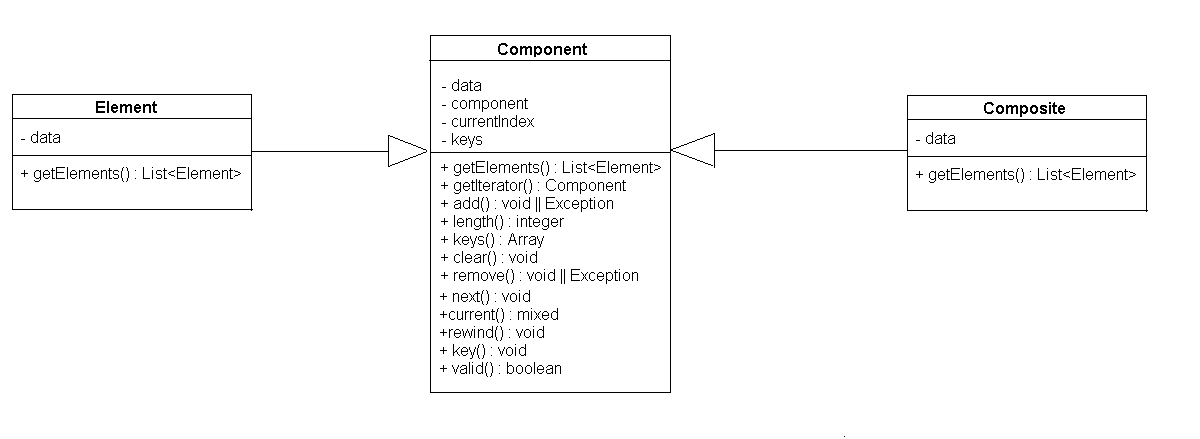 Element
- data
+ getElements() : List<Element>
Component
- data
- component
- currentIndex
- keys
+ getElements() : List<Element>
+ getIterator() : Component
+ add() : void || Exception
+ length() : integer
+ keys() : Array
+ clear() : void
+ remove() : void || Exception
+ next() : void
+current() : mixed
+rewind() : void
+ key() : void
+ valid() : boolean
Composite
- data
+ getElements() : List<Element>